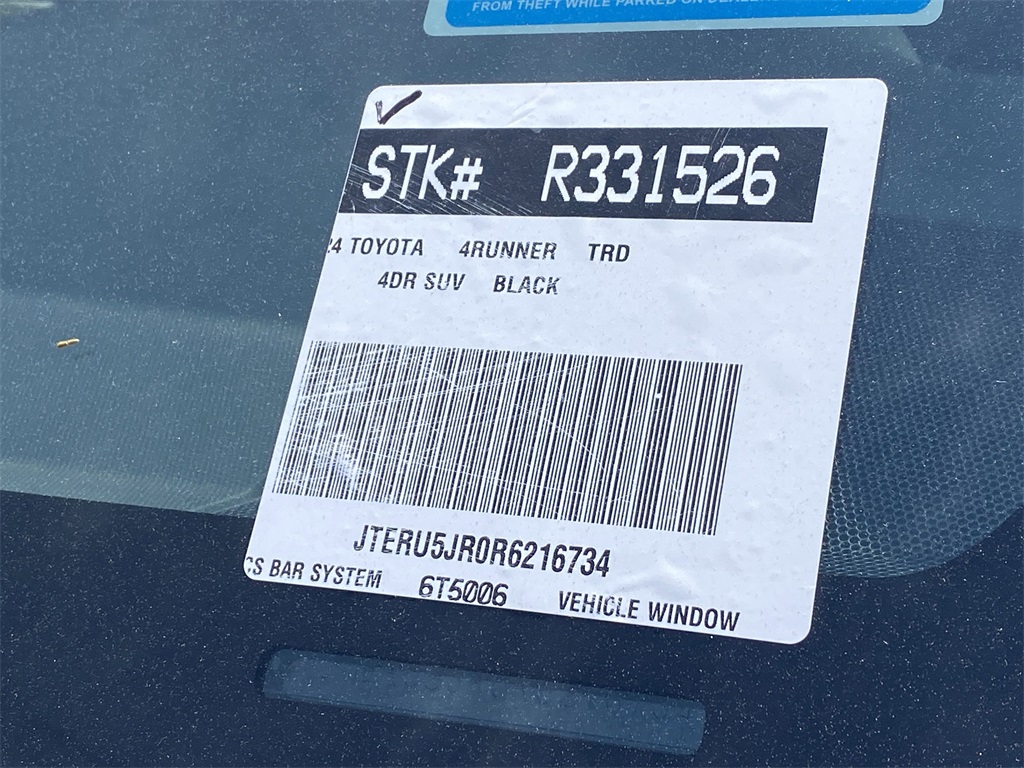 FROM THEFT WHILE PARKED ON
STK# R331526
24 TOYOTA 4RUNNER TRD
4DR SUV BLACK
JTERU5JR0R6216734
CS BAR SYSTEM 6T5006 VEHICLE WINDOW